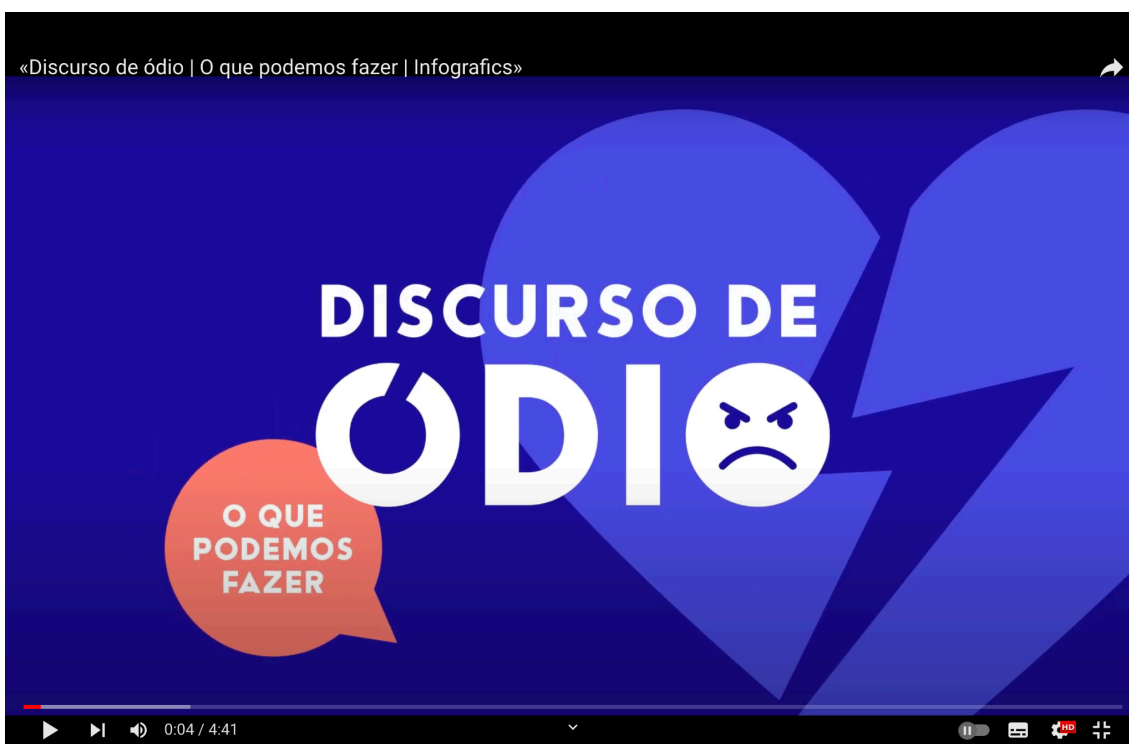 «Discurso de ódio | O que podemos fazer | Infografics»
DISCURSO DE
ÓDIO
O QUE
PODEMOS
FAZER
0:04 / 4:41
HD